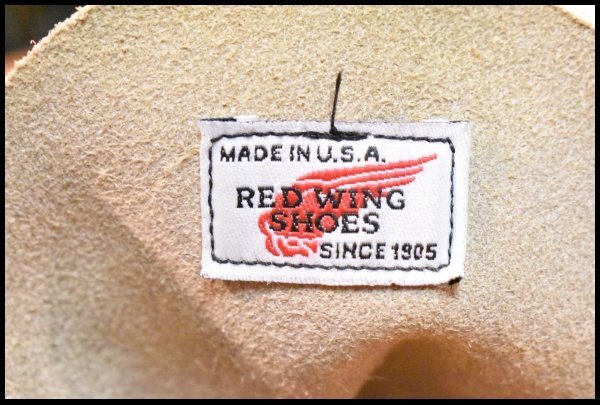 MADE IN U.S.A.
RED WING
SHOES
SINCE 1905